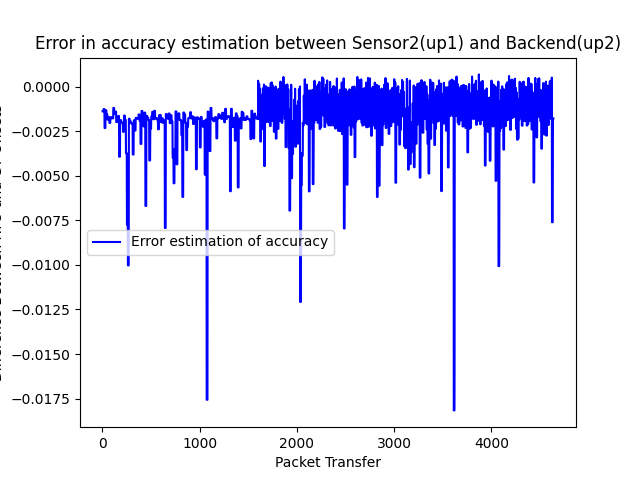 Error in accuracy estimation between Sensor2(up1) and Backend(up2)
0.0000
−0.0025
−0.0050
−0.0075
−0.0100
−0.0125
−0.0150
−0.0175
Error estimation of accuracy
0 1000 2000 3000 4000
Packet Transfer